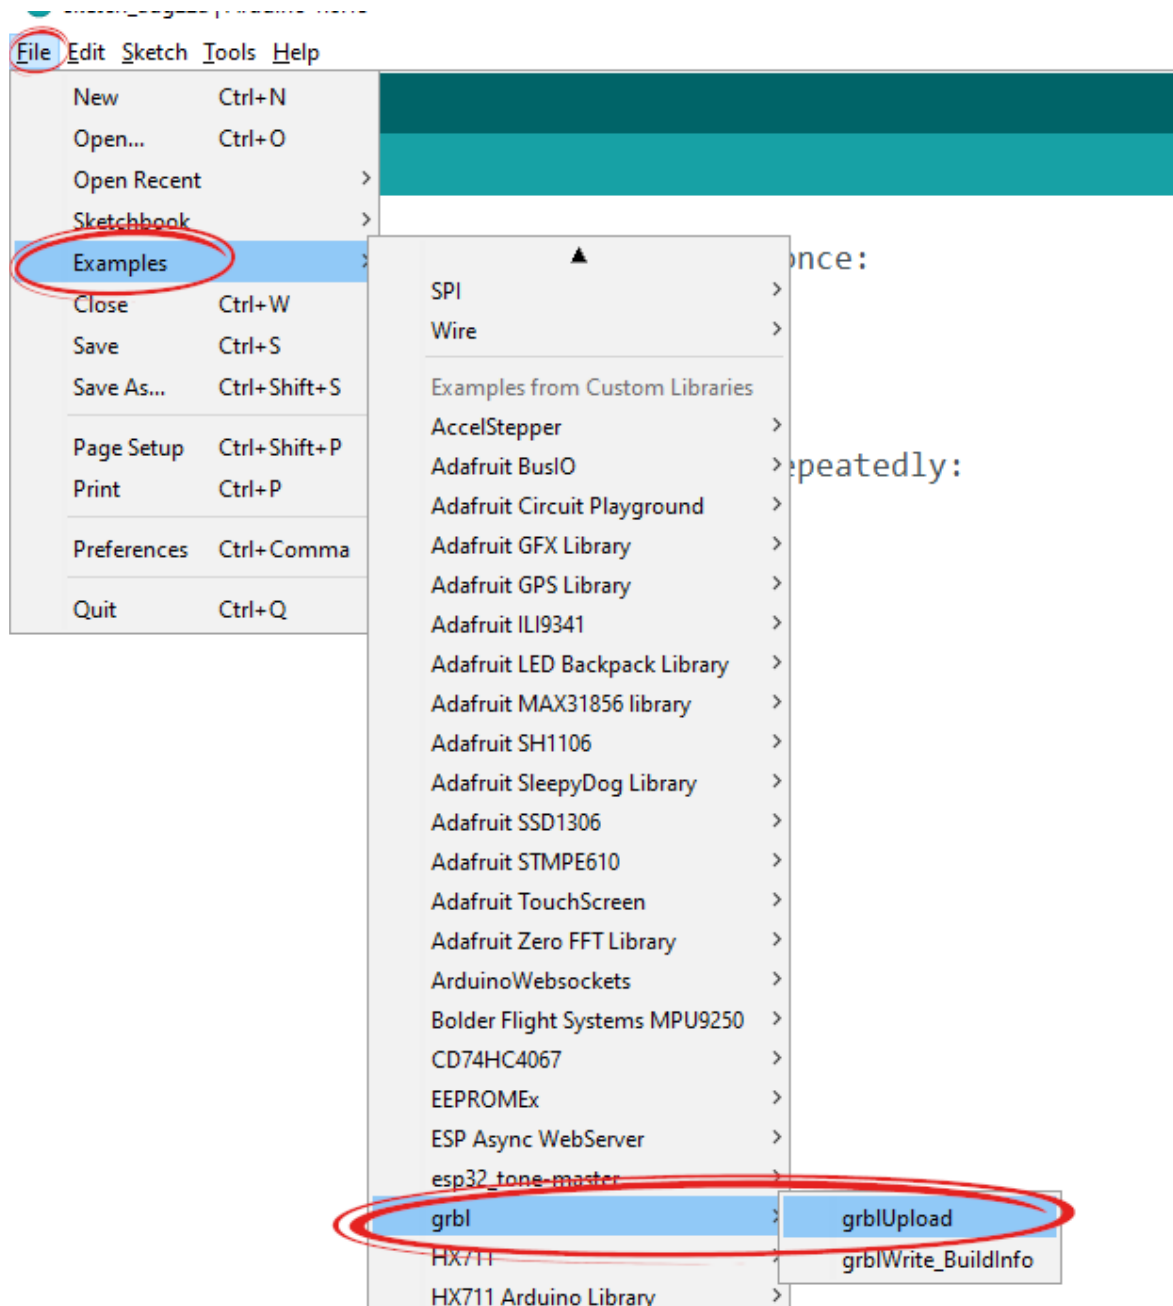 File Edit Sketch Tools Help
New Ctrl+N
Open... Ctrl+O
Open Recent
Sketchbook
Examples
Close Ctrl+W
Save Ctrl+S
Save As... Ctrl+Shift+S
Page Setup Ctrl+Shift+P
Print Ctrl+P
Preferences Ctrl+Comma
Quit Ctrl+Q
SPI
Wire
Examples from Custom Libraries
AccelStepper
Adafruit BusIO
Adafruit Circuit Playground
Adafruit GFX Library
Adafruit GPS Library
Adafruit ILI9341
Adafruit LED Backpack Library
Adafruit MAX31856 library
Adafruit SH1106
Adafruit SleepyDog Library
Adafruit SSD1306
Adafruit STMPE610
Adafruit TouchScreen
Adafruit Zero FFT Library
ArduinoWebsockets
Bolder Flight Systems MPU9250
CD74HC4067
EEPROMEx
ESP Async WebServer
esp32_tone-master
grbl
HX711
HX711 Arduino Library
grblUpload
grblWrite_BuildInfo
once:
epeatedly: